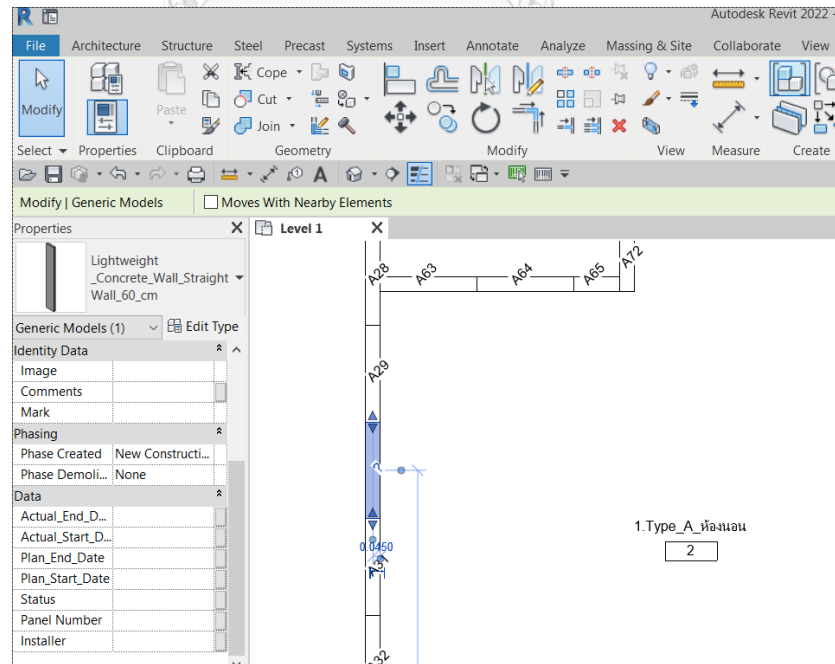 Autodesk Revit 2022 -
File Architecture Structure Steel Precast Systems Insert Annotate Analyze Massing & Site Collaborate View
Modify Paste Cope Cut Join
Select Properties Clipboard Geometry Modify View Measure Create
Modify | Generic Models Moves With Nearby Elements
Properties X Level 1 X
Lightweight
_Concrete_Wall_Straight
Wall_60_cm
Generic Models (1) Edit Type
Identity Data
Image
Comments
Mark
Phasing
Phase Created New Constructi...
Phase Demoli... None
Data
Actual_End_D...
Actual_Start_D...
Plan_End_Date
Plan_Start_Date
Status
Panel Number
Installer
A28 A63 A64 A65 A72
A29
?
0.0450
A32
1.Type_A_ห้องนอน
2